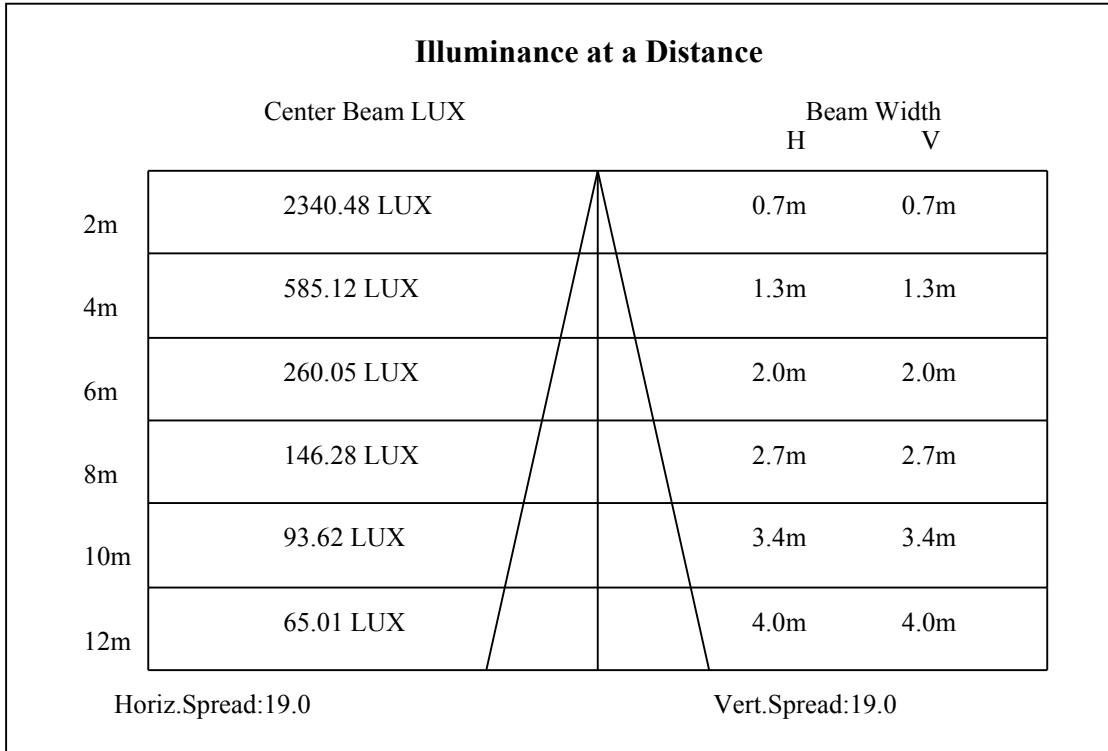 Illuminance at a Distance
Center Beam LUX Beam Width
H V
2m 2340.48 LUX 0.7m 0.7m
4m 585.12 LUX 1.3m 1.3m
6m 260.05 LUX 2.0m 2.0m
8m 146.28 LUX 2.7m 2.7m
10m 93.62 LUX 3.4m 3.4m
12m 65.01 LUX 4.0m 4.0m
Horiz.Spread:19.0 Vert.Spread:19.0